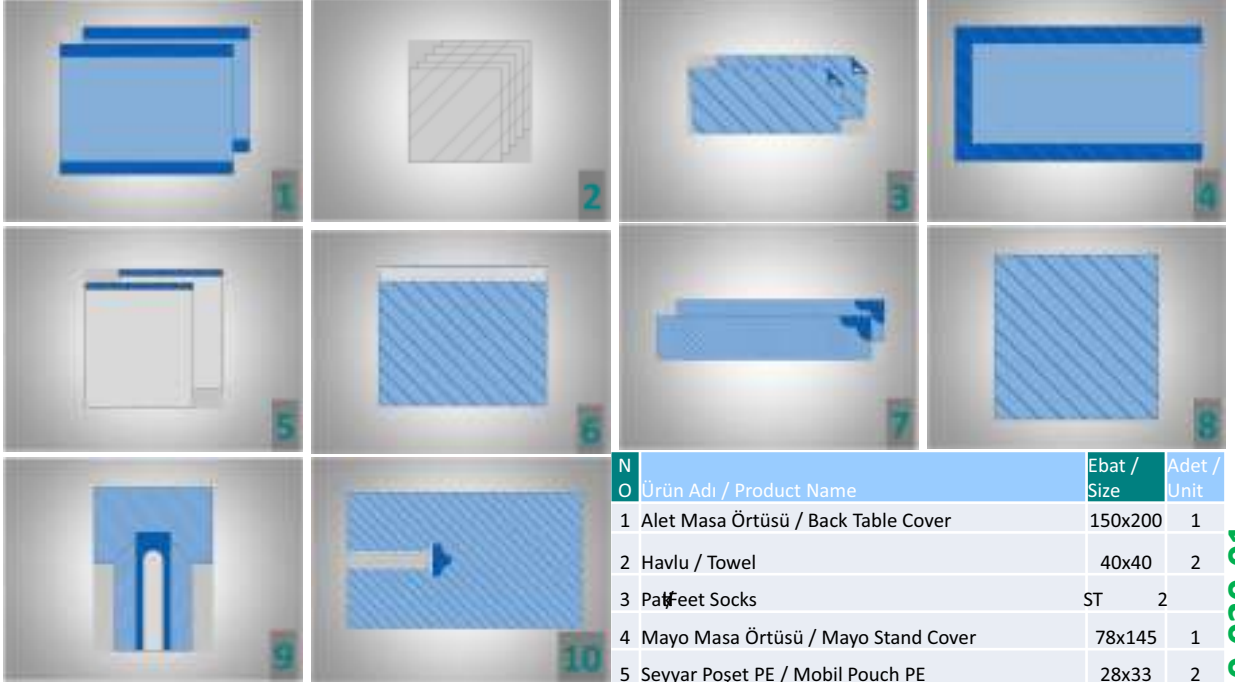 1
2
3
4
5
6
7
8
9
10
N
O
Ürün Adı / Product Name
Ebat /
Size
Adet /
Unit
1 Alet Masa Örtüsü / Back Table Cover 150x200 1
2 Havlu / Towel 40x40 2
3 Feet Socks ST 2
4 Mayo Masa Örtüsü / Mayo Stand Cover 78x145 1
5 Seyyar Poşet PE / Mobil Pouch PE 28x33 2